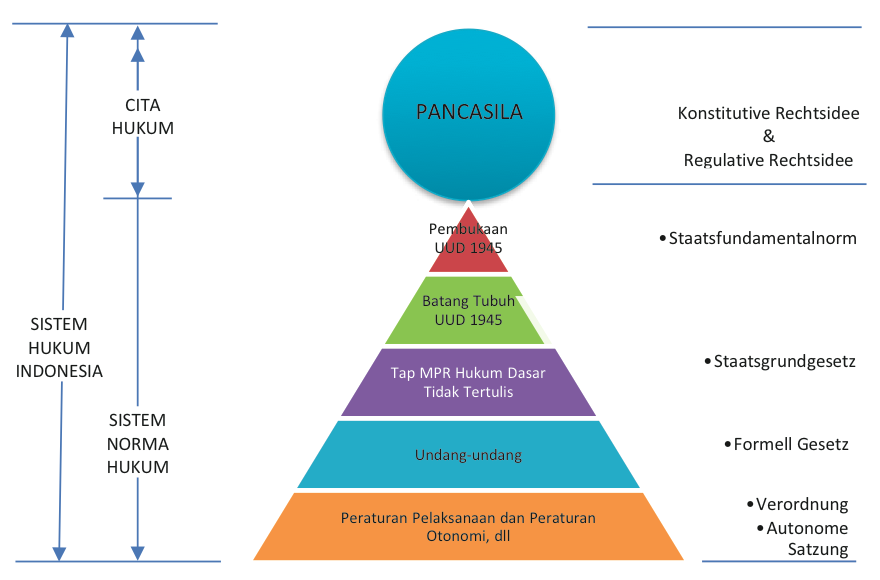 CITA
HUKUM
SISTEM
HUKUM
INDONESIA
SISTEM
NORMA
HUKUM
PANCASILA
Pembukaan
UUD 1945
Batang Tubuh
UUD 1945
Tap MPR Hukum Dasar
Tidak Tertulis
Undang-undang
Peraturan Pelaksanaan dan Peraturan
Otonomi, dll
Konstitutive Rechtsidee
&
Regulative Rechtsidee
•Staatsfundamentalnorm
•Staatsgrundgesetz
•Formell Gesetz
•Verordnung
•Autonome
Satzung